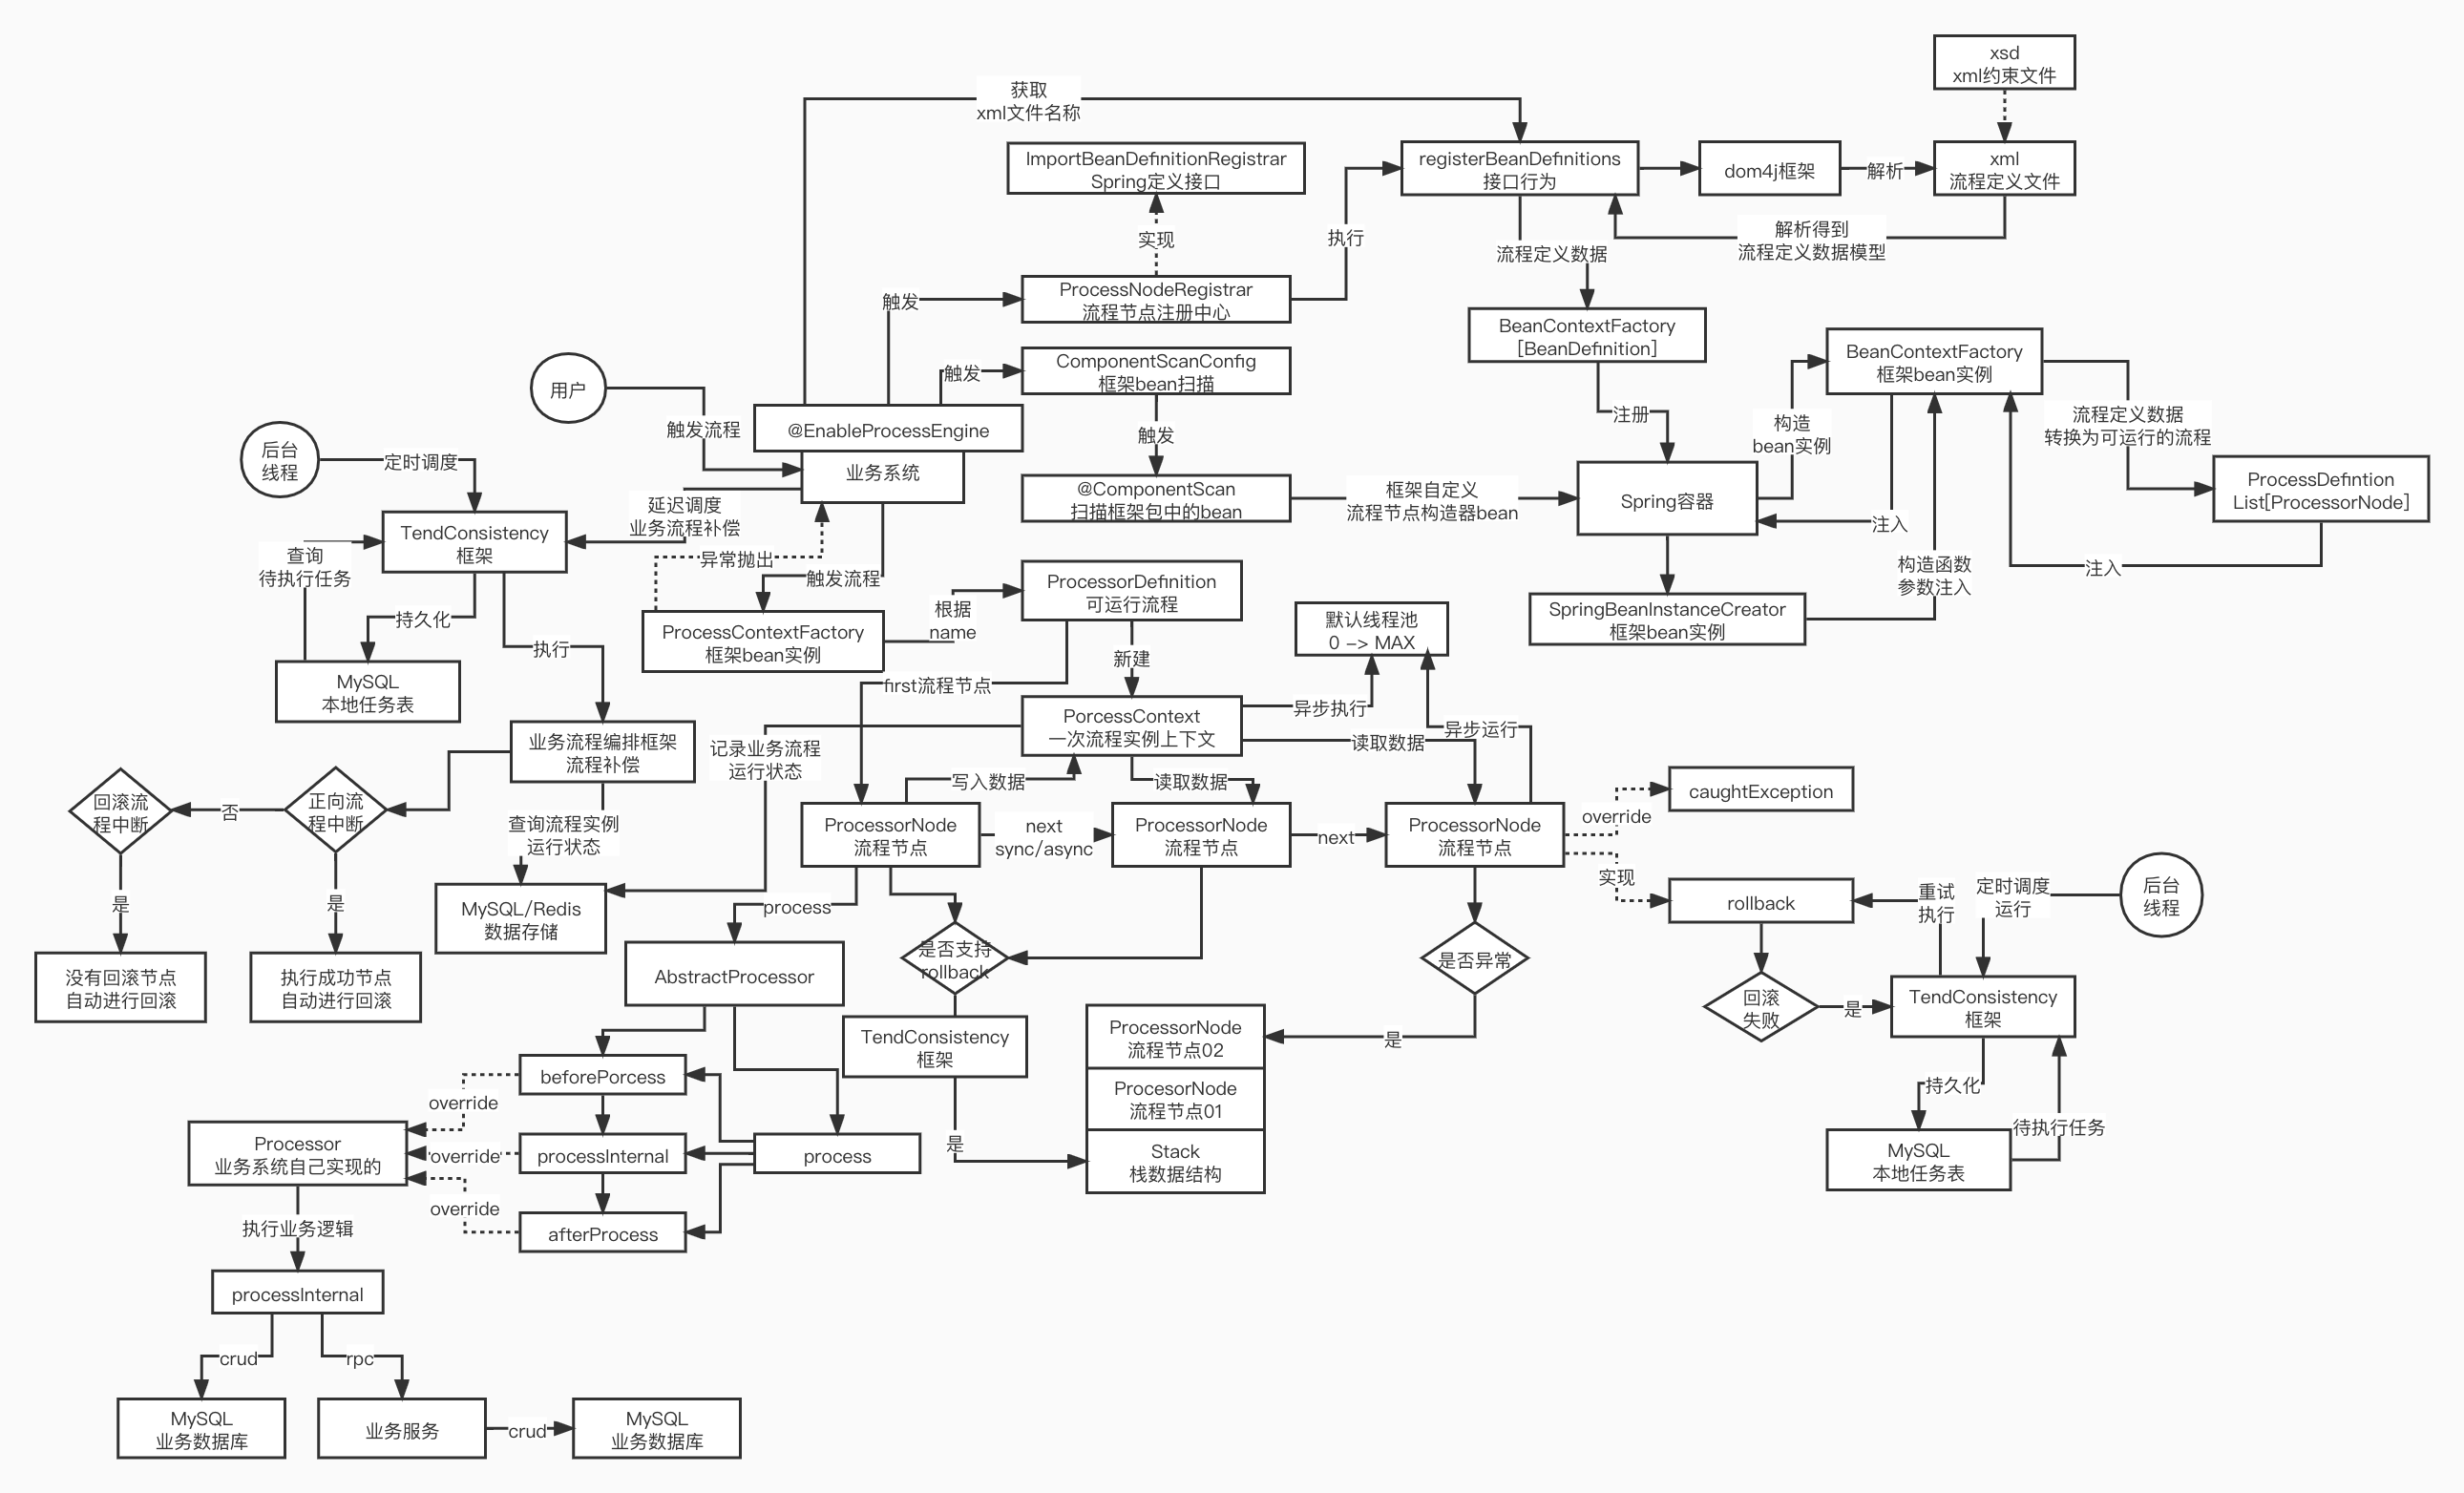 xsd
xml约束文件
获取
xml文件名称
ImportBeanDefinitionRegistrar
Spring定义接口
registerBeanDefinitions
接口行为
dom4j框架
解析
xml
流程定义文件
实现
执行
流程定义数据
解析得到
流程定义数据模型
触发
ProcessNodeRegistrar
流程节点注册中心
BeanContextFactory
[BeanDefinition]
BeanContextFactory
框架bean实例
用户
触发
ComponentScanConfig
框架bean扫描
触发流程
@EnableProcessEngine
业务系统
触发
注册
构造
bean实例
流程定义数据
转换为可运行的流程
后台
线程
定时调度
延迟调度
业务流程补偿
@ComponentScan
扫描框架包中的bean
框架自定义
流程节点构造器bean
Spring容器
注入
ProcessDefintion
List[ProcessorNode]
TendConsistency
框架
查询
待执行任务
异常抛出
触发流程
ProcessorDefinition
可运行流程
构造函数
参数注入
注入
持久化
执行
ProcessContextFactory
框架bean实例
根据
name
默认线程池
0 –> MAX
SpringBeanInstanceCreator
框架bean实例
MySQL
本地任务表
first流程节点
新建
业务流程编排框架
流程补偿
记录业务流程
运行状态
PorcessContext
一次流程实例上下文
异步执行
读取数据
异步运行
回滚流
程中断
否
正向流
程中断
查询流程实例
运行状态
写入数据
读取数据
caughtException
override
ProcessorNode
流程节点
next
sync/async
ProcessorNode
流程节点
next
ProcessorNode
流程节点
实现
是
是
MySQL/Redis
数据存储
process
rollback
重试
执行
定时调度
运行
后台
线程
没有回滚节点
自动进行回滚
执行成功节点
自动进行回滚
AbstractProcessor
是否支持
rollback
是否异常
回滚
失败
是
TendConsistency
框架
TendConsistency
框架
ProcessorNode
流程节点02
是
beforePorcess
ProcesorNode
流程节点01
持久化
override
Processor
业务系统自己实现的
override
processInternal
process
是
Stack
栈数据结构
MySQL
本地任务表
待执行任务
override
afterProcess
执行业务逻辑
processInternal
crud
rpc
MySQL
业务数据库
业务服务
crud
MySQL
业务数据库